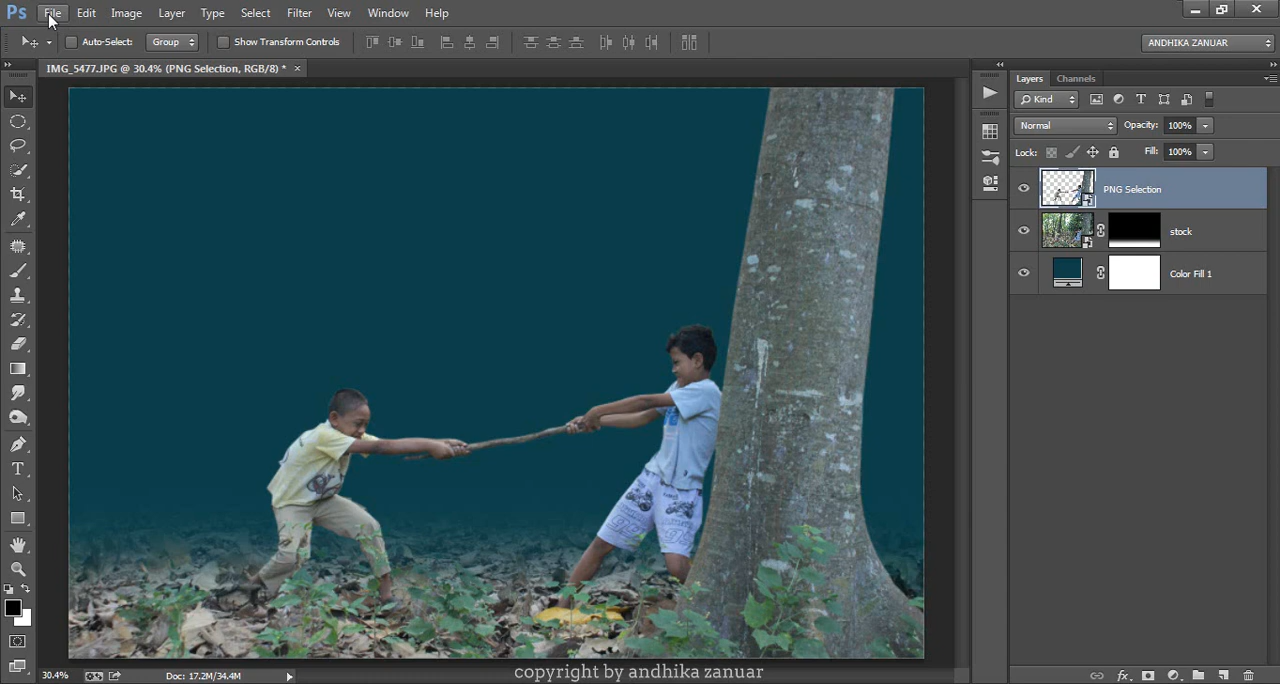 Ps File Edit Image Layer Type Select Filter View Window Help
Auto-Select: Group Show Transform Controls ANDHIKA ZANUAR
IMG_5477.JPG @ 30.4% (PNG Selection, RGB/8) * ×
Layers Channels
Kind
Normal Opacity: 100%
Lock: Fill: 100%
PNG Selection
stock
Color Fill 1
30.4% Doc: 17.2M/34.4M
copyright by andhika zanuar